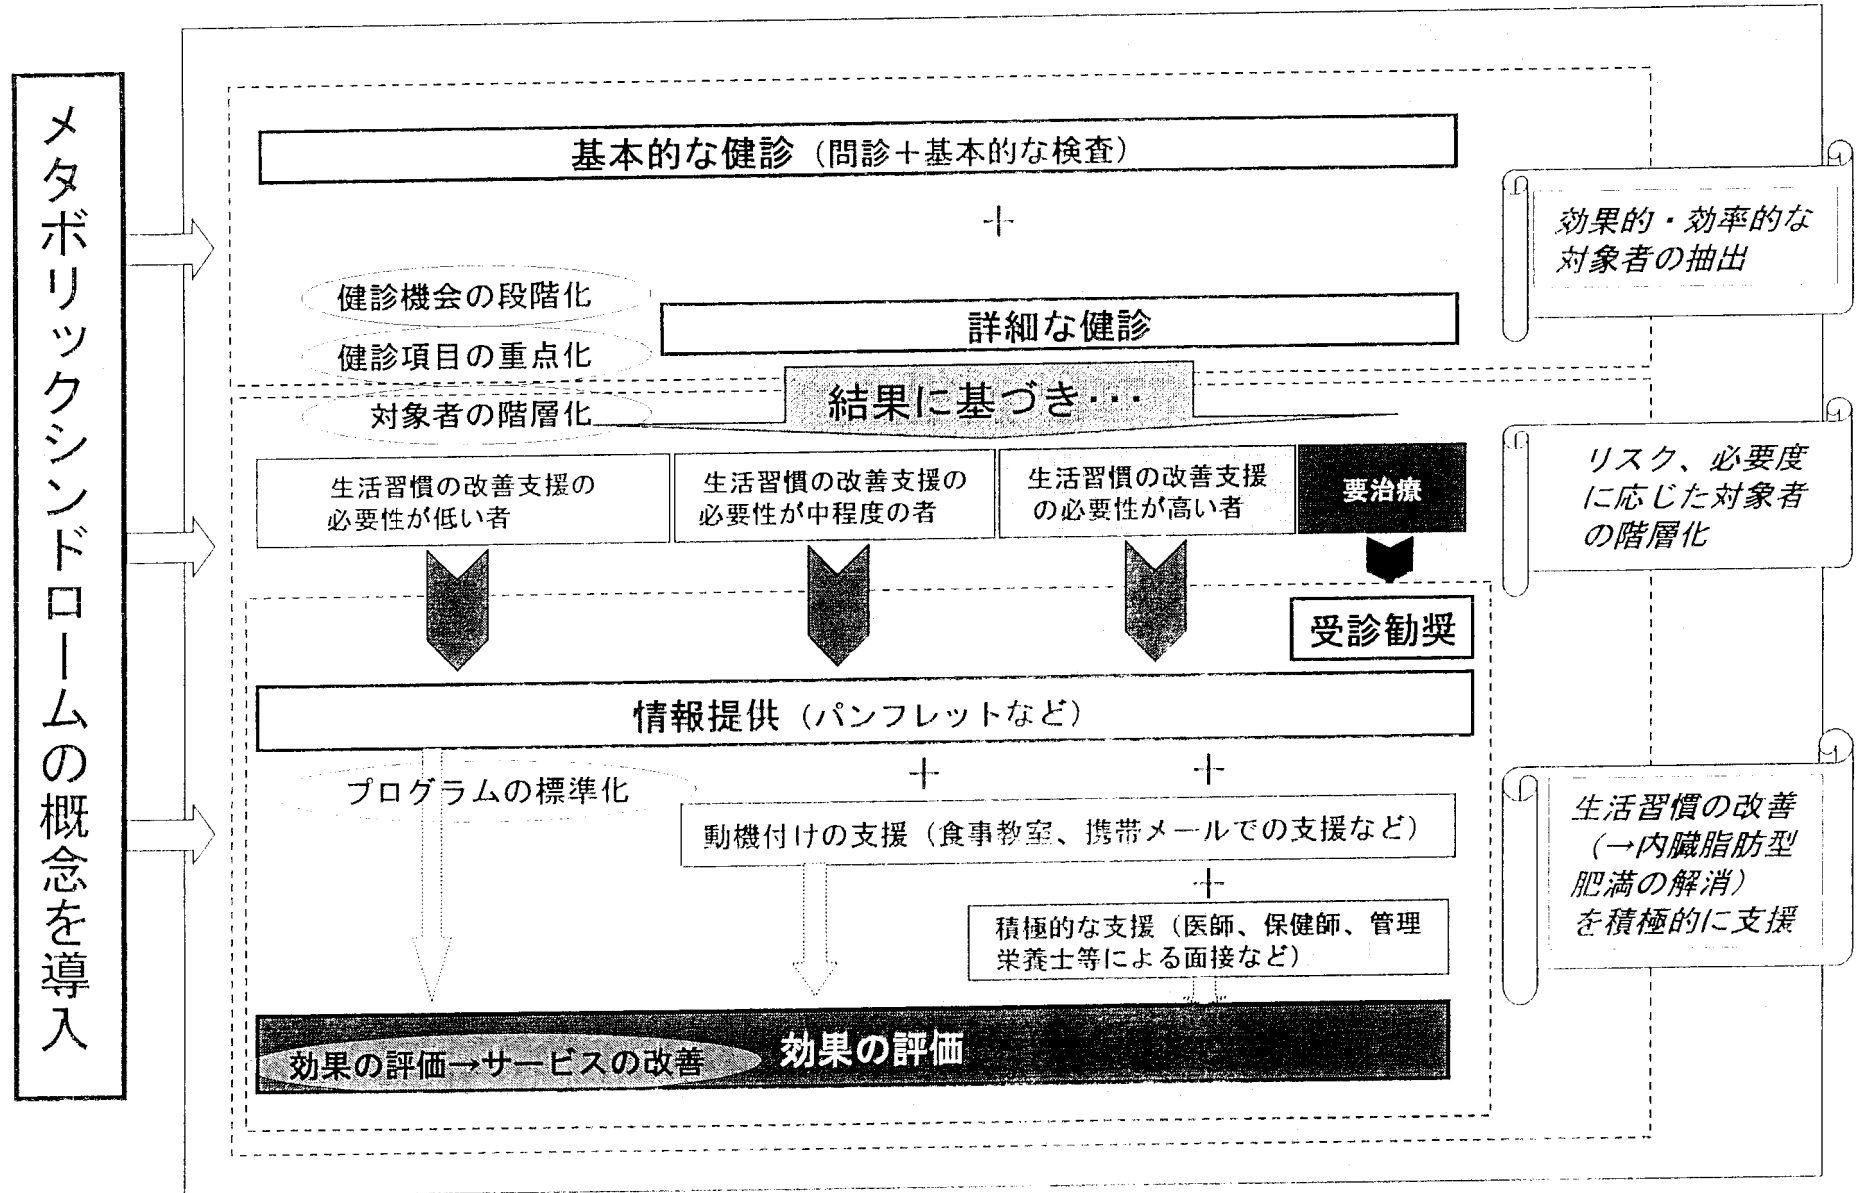 メタボリックシンドロームの概念を導入
基本的な健診（問診＋基本的な検査）
＋
健診機会の段階化
健診項目の重点化
対象者の階層化
詳細な健診
結果に基づき・・・
生活習慣の改善支援の
必要性が低い者
生活習慣の改善支援の
必要性が中程度の者
生活習慣の改善支援
の必要性が高い者
要治療
受診勧奨
情報提供（パンフレットなど）
プログラムの標準化
＋
＋
動機付けの支援（食事教室、携帯メールでの支援など）
＋
積極的な支援（医師、保健師、管理
栄養士等による面接など）
効果の評価→サービスの改善
効果の評価
効果的・効率的な
対象者の抽出
リスク、必要度
に応じた対象者
の階層化
生活習慣の改善
（→内臓脂肪型
肥満の解消）
を積極的に支援